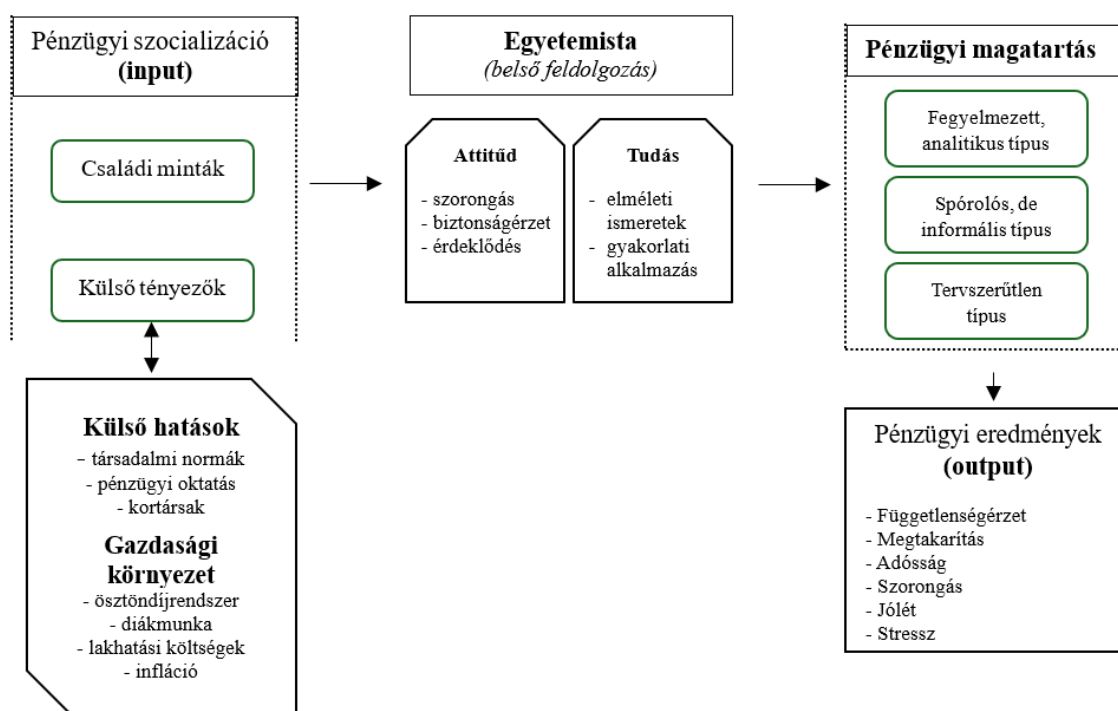 Pénzügyi szocializáció
(input)
Családi minták
Külső tényezők
Külső hatások
- társadalmi normák
- pénzügyi oktatás
- kortársak
Gazdasági
környezet
- ösztöndíjrendszer
- diákmunka
- lakhatási költségek
- infláció
Egyetemista
(belső feldolgozás)
Attitűd
- szorongás
- biztonságérzet
- érdeklődés
Tudás
- elméleti
ismeretek
- gyakorlati
alkalmazás
Pénzügyi magatartás
Fegyelmezett,
analitikus típus
Spórolós, de
informális típus
Tervszerűtlen
típus
Pénzügyi eredmények
(output)
- Függetlenségérzet
- Megtakarítás
- Adósság
- Szorongás
- Jólét
- Stressz